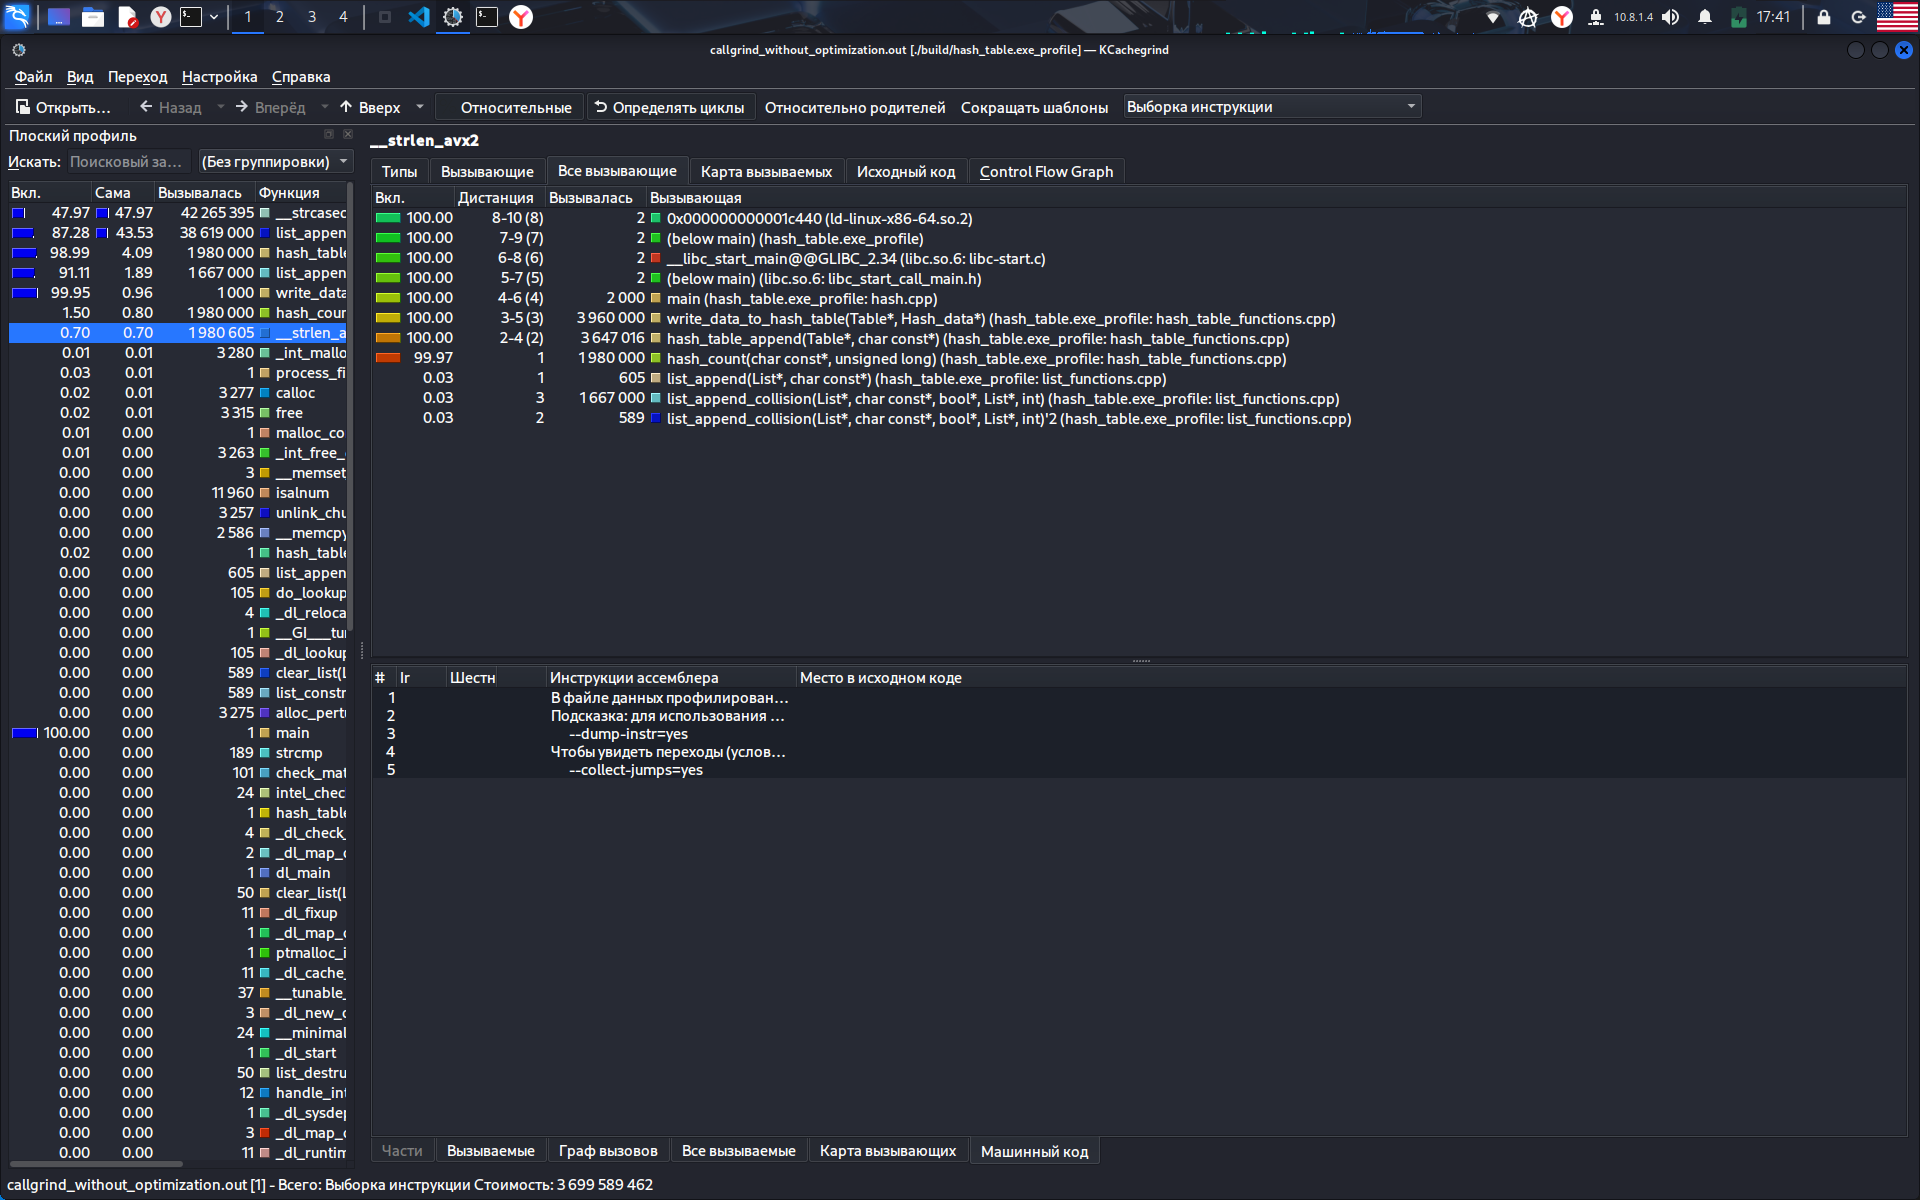 1 2 3 4 10.8.1.4 17:41
callgrind_without_optimization.out [./build/hash_table.exe_profile] — KCachegrind
Файл Вид Переход Настройка Справка
Открыть... Назад Вперёд Вверх Относительные Определять циклы Относительно родителей Сокращать шаблоны Выборка инструкции
Плоский профиль
Искать: Поисковый за... (Без группировки)
Вкл. Сама Вызывалась Функция
47.97 47.97 42 265 395 __strcasec
87.28 43.53 38 619 000 list_appen
98.99 4.09 1 980 000 hash_table
91.11 1.89 1 667 000 list_appen
99.95 0.96 1 000 write_data
1.50 0.80 1 980 000 hash_coun
0.70 0.70 1 980 605 __strlen_a
0.01 0.01 3 280 _int_mallo
0.03 0.01 1 process_fi
0.02 0.01 3 277 calloc
0.02 0.01 3 315 free
0.01 0.00 1 malloc_co
0.01 0.00 3 263 _int_free_
0.00 0.00 3 __memset
0.00 0.00 11 960 isalnum
0.00 0.00 3 257 unlink_chu
0.00 0.00 2 586 __memcpy
0.02 0.00 1 hash_table
0.00 0.00 605 list_appen
0.00 0.00 105 do_lookup
0.00 0.00 4 _dl_reloca
0.00 0.00 1 __GI___tun
0.00 0.00 105 _dl_lookup
0.00 0.00 589 clear_list(L
0.00 0.00 589 list_constr
0.00 0.00 3 275 alloc_pertu
100.00 0.00 1 main
0.00 0.00 189 strcmp
0.00 0.00 101 check_mat
0.00 0.00 24 intel_chec
0.00 0.00 1 hash_table
0.00 0.00 4 _dl_check_
0.00 0.00 2 _dl_map_o
0.00 0.00 1 dl_main
0.00 0.00 50 clear_list(L
0.00 0.00 11 _dl_fixup
0.00 0.00 1 _dl_map_o
0.00 0.00 1 ptmalloc_i
0.00 0.00 11 _dl_cache_
0.00 0.00 37 __tunable_
0.00 0.00 3 _dl_new_o
0.00 0.00 24 __minimal
0.00 0.00 1 _dl_start
0.00 0.00 50 list_destru
0.00 0.00 12 handle_int
0.00 0.00 1 _dl_sysdep
0.00 0.00 3 _dl_map_o
0.00 0.00 11 _dl_runtim
__strlen_avx2
Типы Вызывающие Все вызывающие Карта вызываемых Исходный код Control Flow Graph
Вкл. Дистанция Вызывалась Вызывающая
100.00 8-10 (8) 2 0x000000000001c440 (ld-linux-x86-64.so.2)
100.00 7-9 (7) 2 (below main) (hash_table.exe_profile)
100.00 6-8 (6) 2 __libc_start_main@@GLIBC_2.34 (libc.so.6: libc-start.c)
100.00 5-7 (5) 2 (below main) (libc.so.6: libc_start_call_main.h)
100.00 4-6 (4) 2 000 main (hash_table.exe_profile: hash.cpp)
100.00 3-5 (3) 3 960 000 write_data_to_hash_table(Table*, Hash_data*) (hash_table.exe_profile: hash_table_functions.cpp)
100.00 2-4 (2) 3 647 016 hash_table_append(Table*, char const*) (hash_table.exe_profile: hash_table_functions.cpp)
99.97 1 1 980 000 hash_count(char const*, unsigned long) (hash_table.exe_profile: hash_table_functions.cpp)
0.03 1 605 list_append(List*, char const*) (hash_table.exe_profile: list_functions.cpp)
0.03 3 1 667 000 list_append_collision(List*, char const*, bool*, List*, int) (hash_table.exe_profile: list_functions.cpp)
0.03 2 589 list_append_collision(List*, char const*, bool*, List*, int)'2 (hash_table.exe_profile: list_functions.cpp)
# Ir Шестн Инструкции ассемблера Место в исходном коде
1 В файле данных профилирован...
2 Подсказка: для использования ...
3 --dump-instr=yes
4 Чтобы увидеть переходы (услов...
5 --collect-jumps=yes
Части Вызываемые Граф вызовов Все вызываемые Карта вызывающих Машинный код
callgrind_without_optimization.out [1] - Всего: Выборка инструкции Стоимость: 3 699 589 462